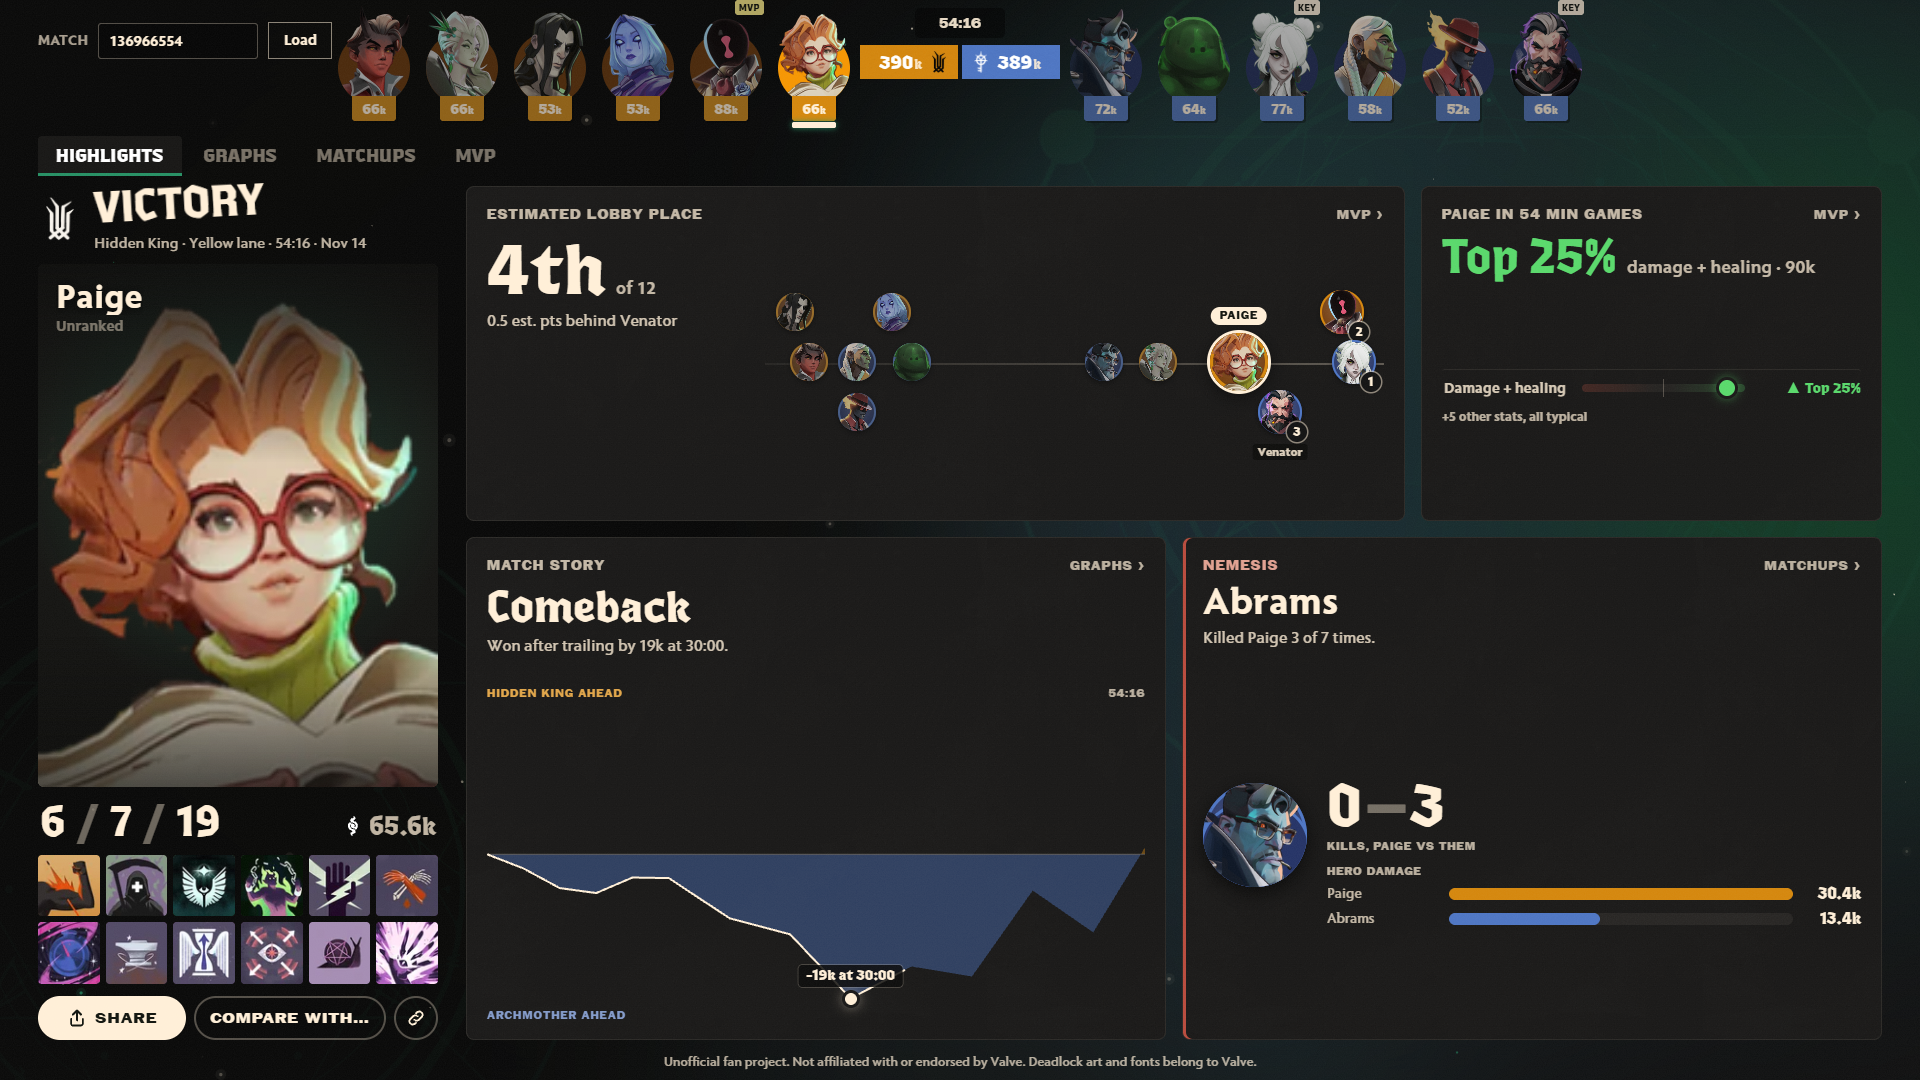 MATCH
136966554
Load
66k
66k
53k
53k
MVP
88k
66k
54:16
390k
389k
72k
64k
KEY
77k
58k
52k
KEY
66k
HIGHLIGHTS
GRAPHS
MATCHUPS
MVP
VICTORY
Hidden King · Yellow lane · 54:16 · Nov 14
Paige
Unranked
6 / 7 / 19
65.6k
SHARE
COMPARE WITH...
ESTIMATED LOBBY PLACE
MVP ›
4th of 12
0.5 est. pts behind Venator
PAIGE
2
1
3
Venator
PAIGE IN 54 MIN GAMES
MVP ›
Top 25% damage + healing · 90k
Damage + healing
▲ Top 25%
+5 other stats, all typical
MATCH STORY
GRAPHS ›
Comeback
Won after trailing by 19k at 30:00.
HIDDEN KING AHEAD
54:16
-19k at 30:00
ARCHMOTHER AHEAD
NEMESIS
MATCHUPS ›
Abrams
Killed Paige 3 of 7 times.
0–3
KILLS, PAIGE VS THEM
HERO DAMAGE
Paige
30.4k
Abrams
13.4k
Unofficial fan project. Not affiliated with or endorsed by Valve. Deadlock art and fonts belong to Valve.